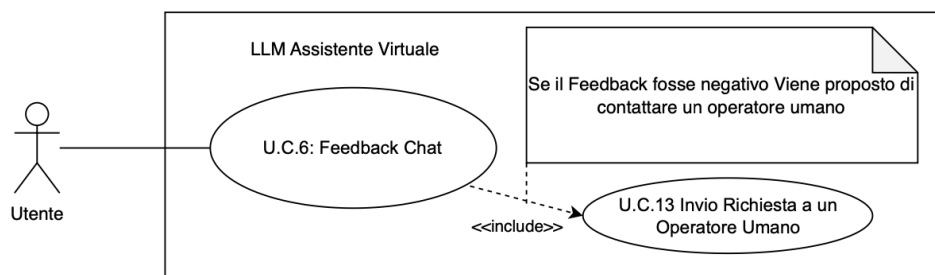 LLM Assistente Virtuale
Se il Feedback fosse negativo Viene proposto di
contattare un operatore umano
U.C.6: Feedback Chat
Utente
<<include>>
U.C.13 Invio Richiesta a un
Operatore Umano